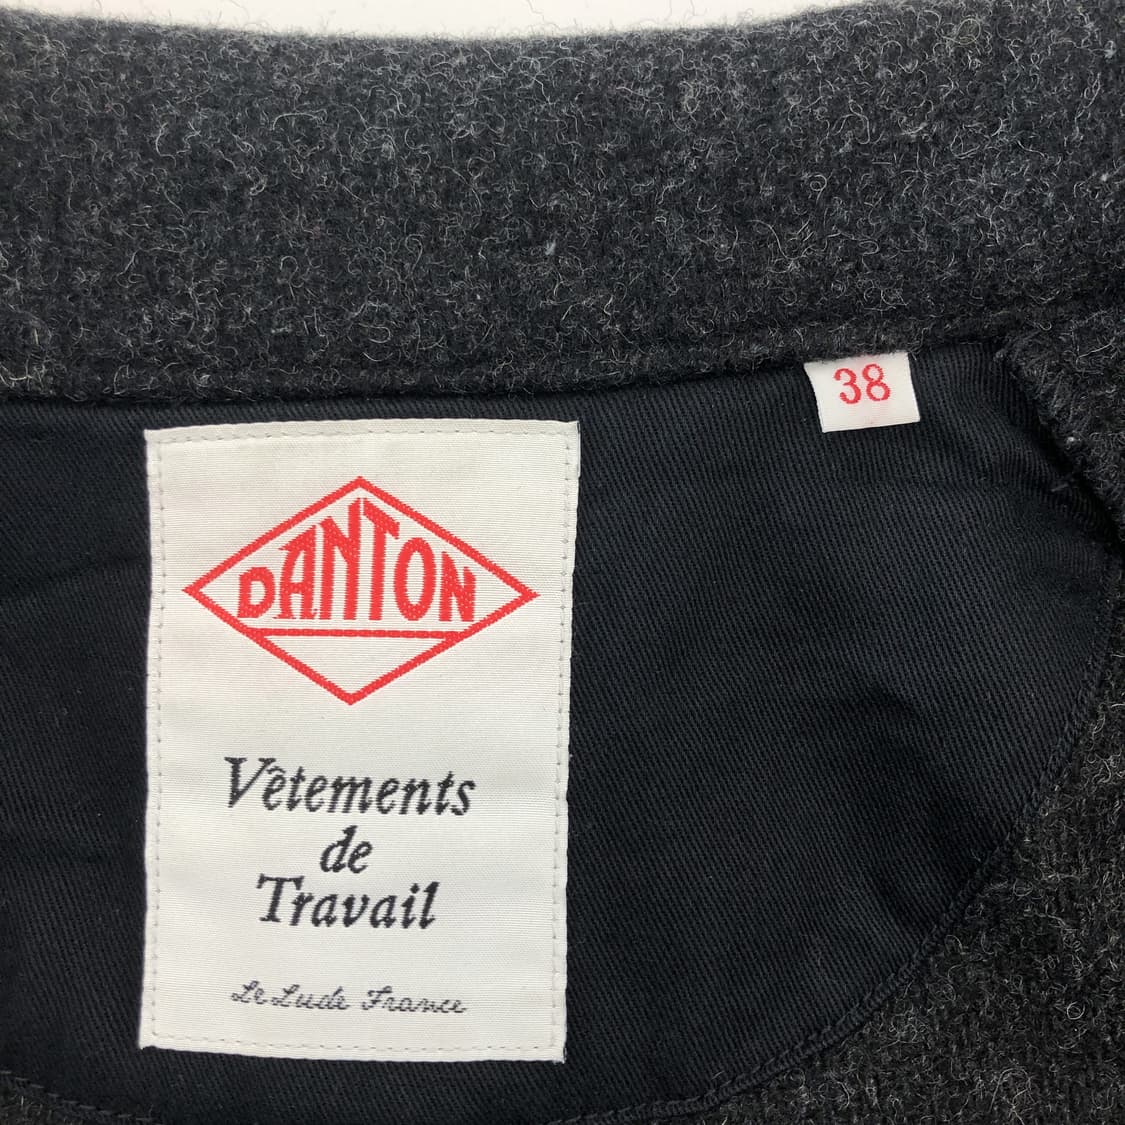 38
DANTON
Vêtements
de
Travail
Le Lude France